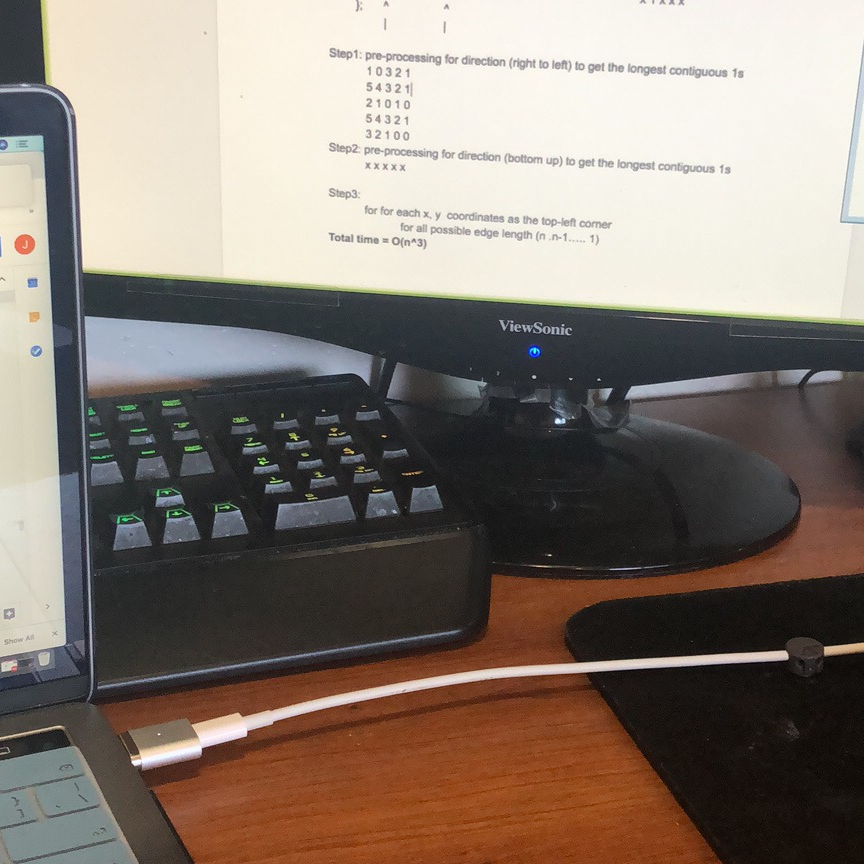 );
x 1 x x x
Step1: pre-processing for direction (right to left) to get the longest contiguous 1s
1 0 3 2 1
5 4 3 2 1
2 1 0 1 0
5 4 3 2 1
3 2 1 0 0
Step2: pre-processing for direction (bottom up) to get the longest contiguous 1s
x x x x x
Step3:
for for each x, y coordinates as the top-left corner
for all possible edge length (n .n-1..... 1)
Total time = O(n^3)
J
ViewSonic
Show All